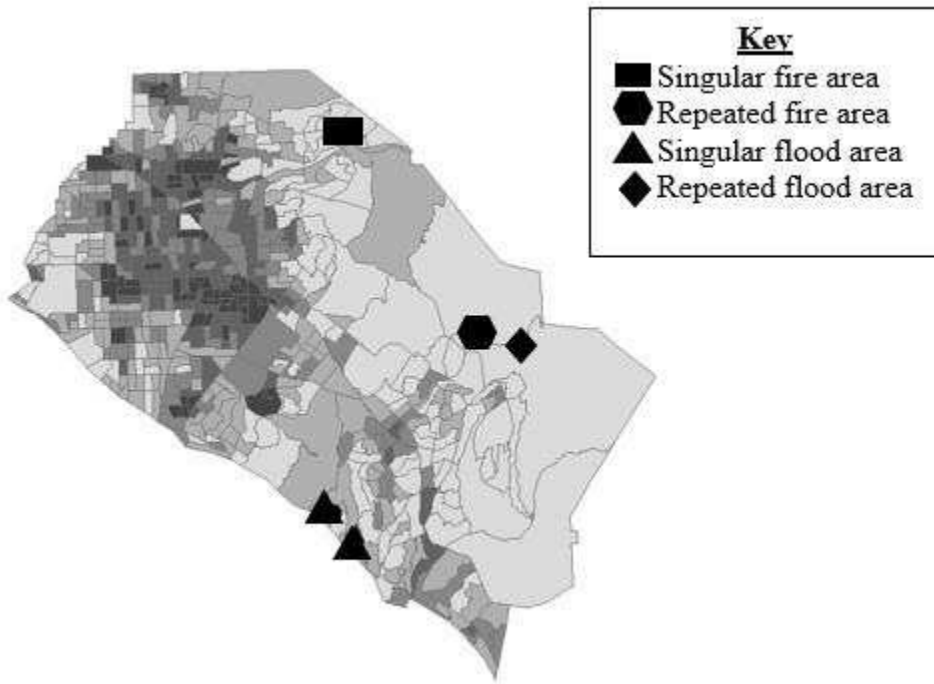 Key
Singular fire area
Repeated fire area
Singular flood area
Repeated flood area